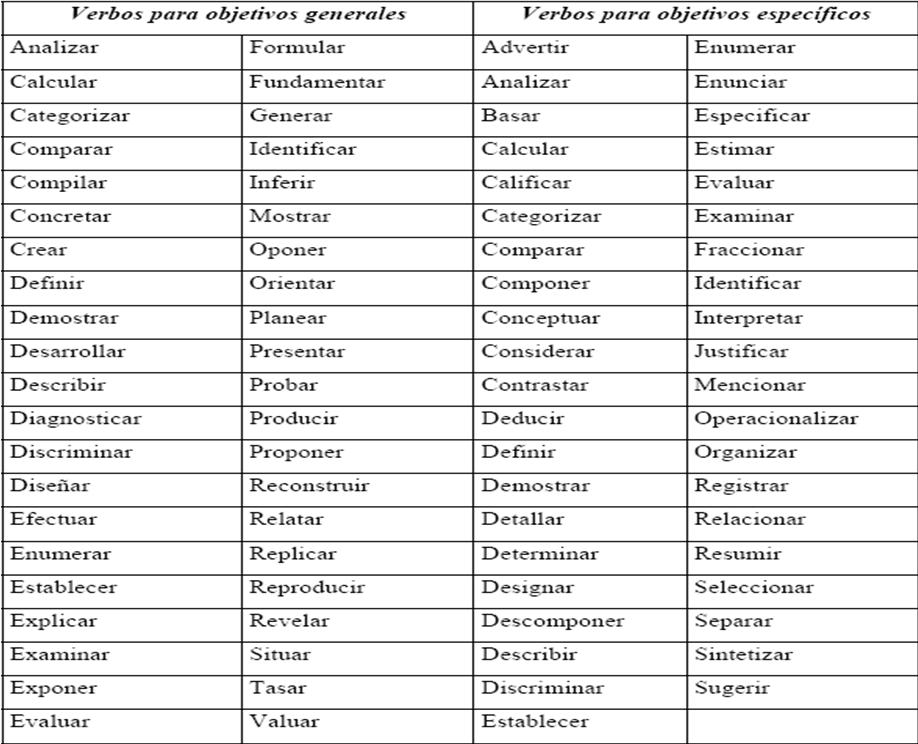 Verbos para objetivos generales Verbos para objetivos específicos
Analizar Formular Advertir Enumerar
Calcular Fundamentar Analizar Enunciar
Categorizar Generar Basar Especificar
Comparar Identificar Calcular Estimar
Compilar Inferir Calificar Evaluar
Concretar Mostrar Categorizar Examinar
Crear Oponer Comparar Fraccionar
Definir Orientar Componer Identificar
Demostrar Planear Conceptuar Interpretar
Desarrollar Presentar Considerar Justificar
Describir Probar Contrastar Mencionar
Diagnosticar Producir Deducir Operacionalizar
Discriminar Proponer Definir Organizar
Diseñar Reconstruir Demostrar Registrar
Efectuar Relatar Detallar Relacionar
Enumerar Replicar Determinar Resumir
Establecer Reproducir Designar Seleccionar
Explicar Revelar Descomponer Separar
Examinar Situar Describir Sintetizar
Exponer Tasar Discriminar Sugerir
Evaluar Valuar Establecer